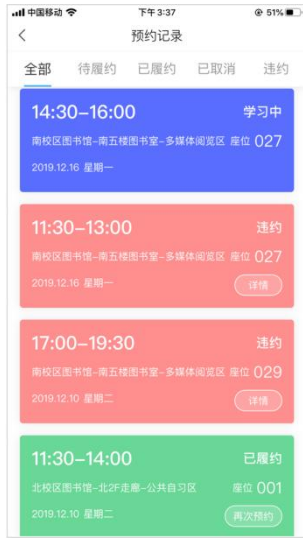 中国移动 下午 3:37 51%
预约记录
全部 待履约 已履约 已取消 违约
14:30-16:00 学习中
南校区图书馆-南五楼图书室-多媒体阅览区 座位 027
2019.12.16 星期一
11:30-13:00 违约
南校区图书馆-南五楼图书室-多媒体阅览区 座位 027
2019.12.16 星期一 详情
17:00-19:30 违约
南校区图书馆-南五楼图书室-多媒体阅览区 座位 029
2019.12.10 星期二 详情
11:30-14:00 已履约
北校区图书馆-北2F走廊-公共自习区 座位 001
2019.12.10 星期二 再次预约